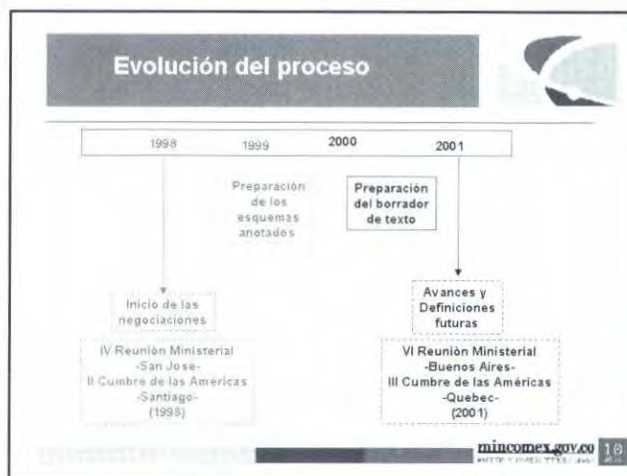 Evolución del proceso
1998 1999 2000 2001
Preparación
de los
esquemas
anotados
Preparación
del borrador
de texto
Inicio de las
negociaciones
IV Reunión Ministerial
-San Jose-
II Cumbre de las Américas
-Santiago-
(1998)
Avances y
Definiciones
futuras
VI Reunión Ministerial
-Buenos Aires-
III Cumbre de las Américas
-Quebec-
(2001)
mincomex.gov.co 10